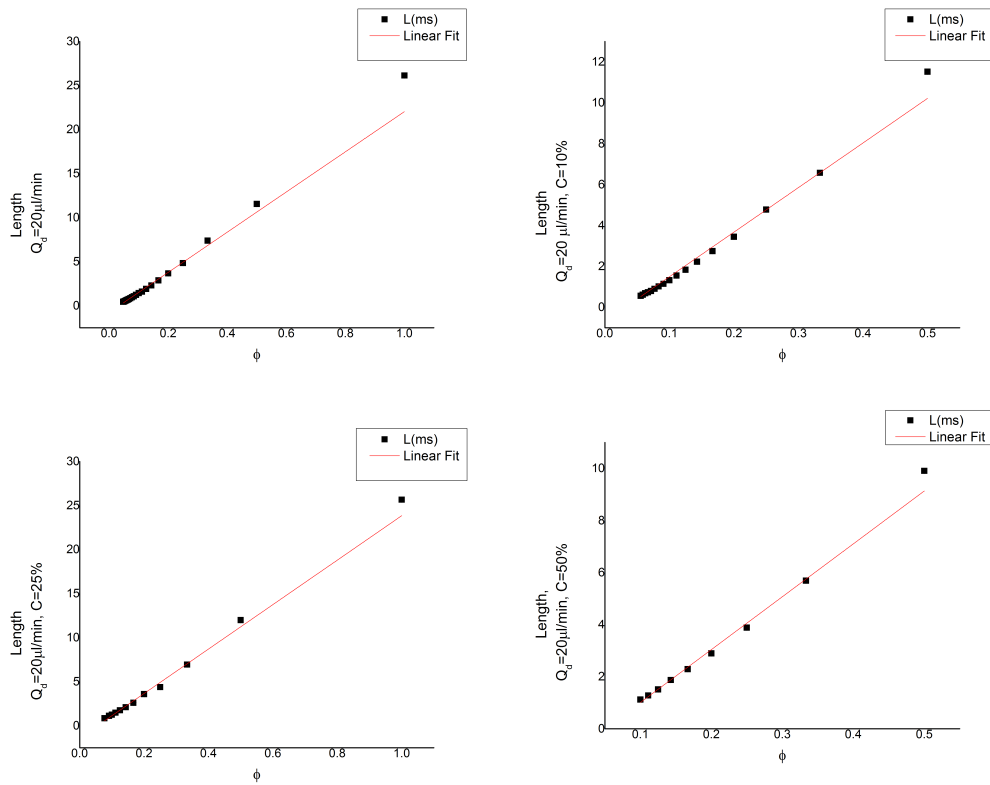 L(ms)
Linear Fit
30
25
20
15
10
5
0
0.0 0.2 0.4 0.6 0.8 1.0
ϕ
Length
Q_d=20μl/min
L(ms)
Linear Fit
12
10
8
6
4
2
0
0.0 0.1 0.2 0.3 0.4 0.5
ϕ
Length
Q_d=20 μl/min, C=10%
L(ms)
Linear Fit
30
25
20
15
10
5
0
0.0 0.2 0.4 0.6 0.8 1.0
ϕ
Length
Q_d=20μl/min, C=25%
L(ms)
Linear Fit
10
8
6
4
2
0
0.1 0.2 0.3 0.4 0.5
ϕ
Length,
Q_d=20μl/min, C=50%